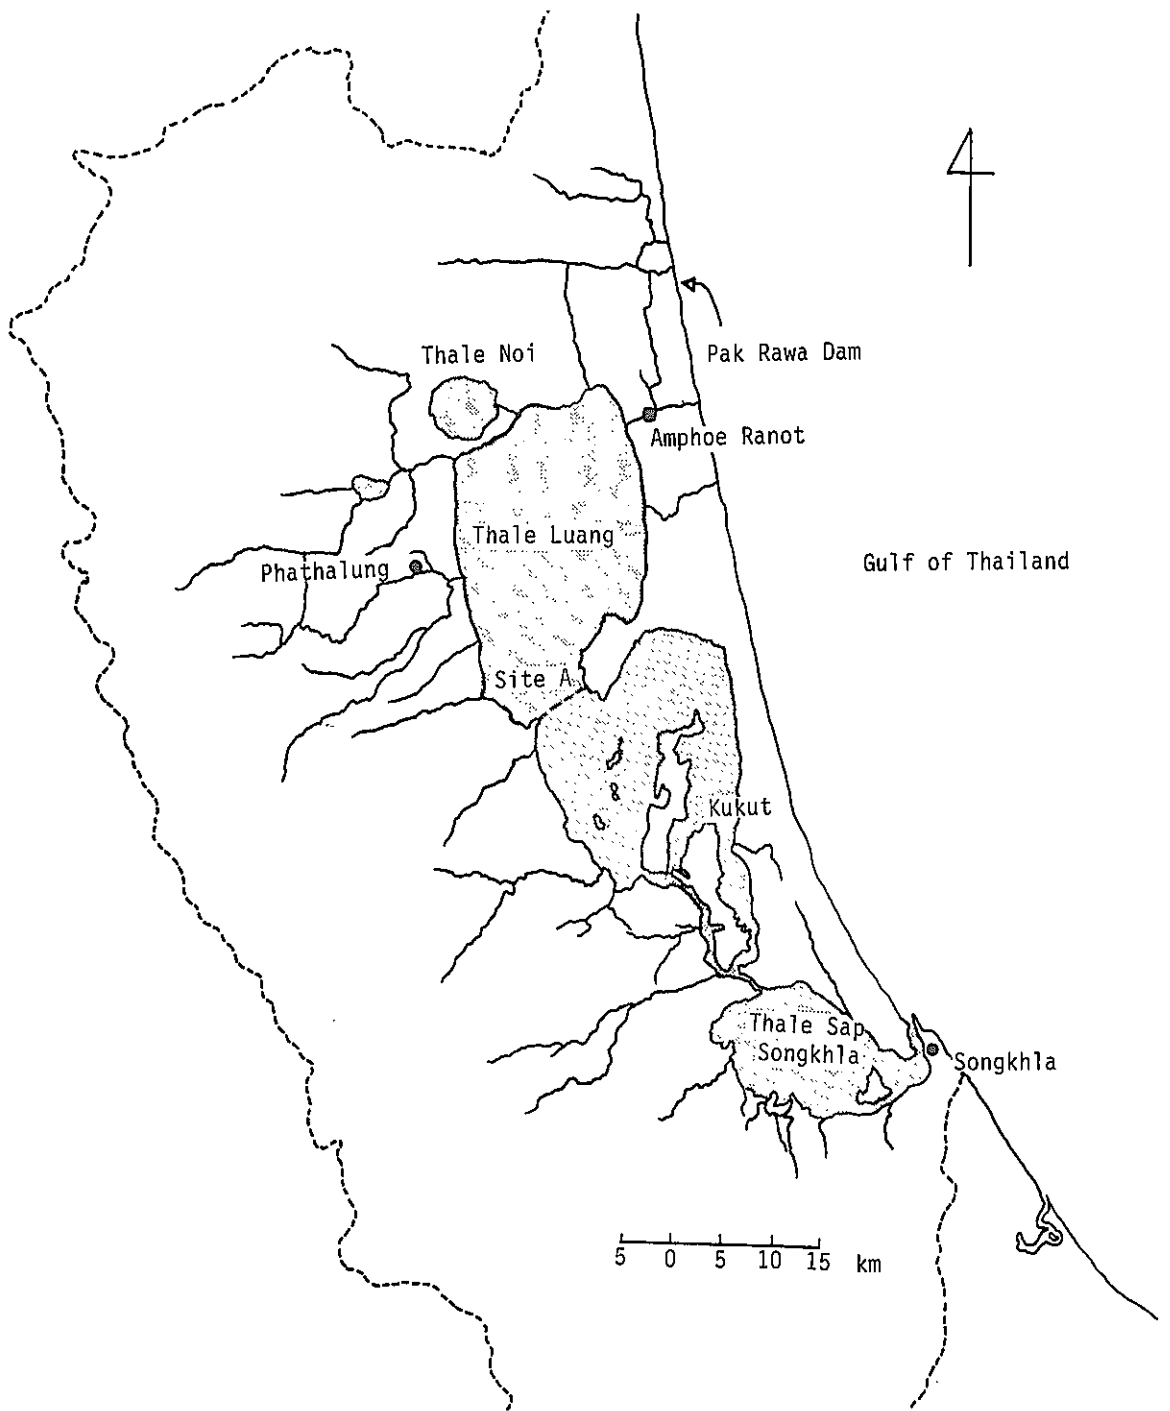 Thale Noi
Pak Rawa Dam
Amphoe Ranot
Thale Luang
Gulf of Thailand
Phathalung
Site A
Kukut
Thale Sap
Songkhla
Songkhla
5 0 5 10 15 km